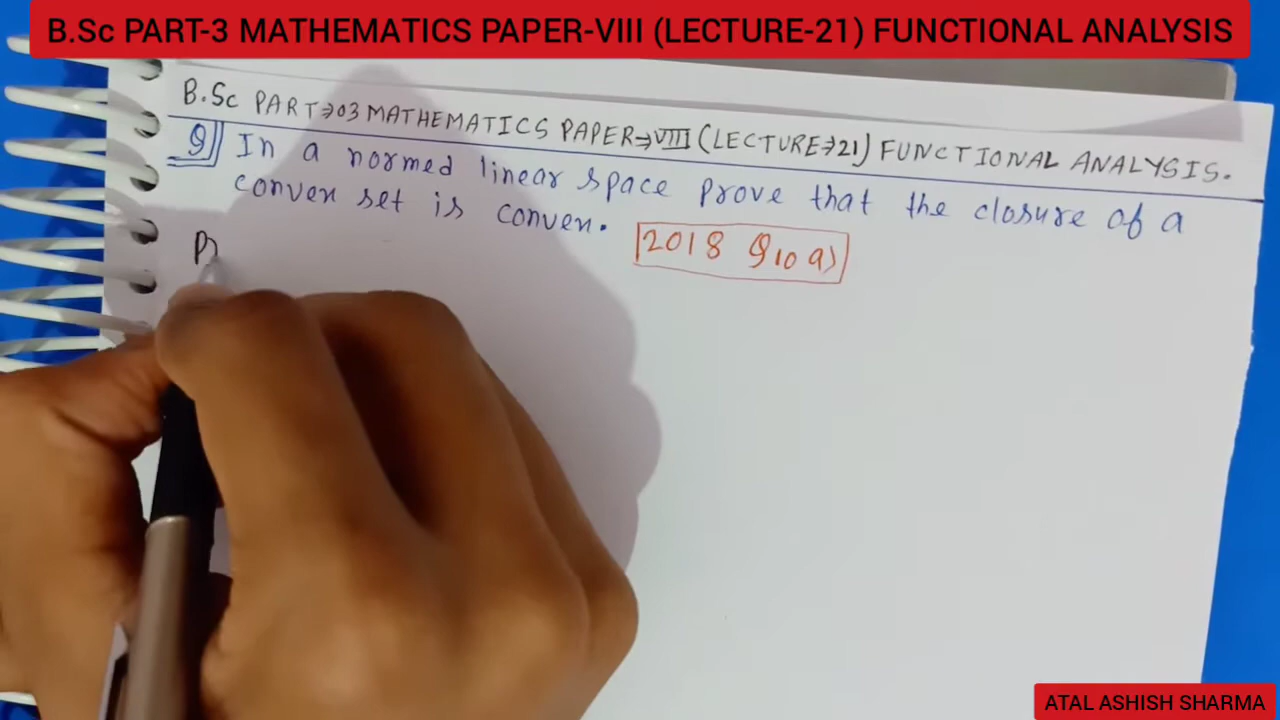 B.Sc PART-3 MATHEMATICS PAPER-VIII (LECTURE-21) FUNCTIONAL ANALYSIS
B.Sc PART→03 MATHEMATICS PAPER→VIII (LECTURE→21) FUNCTIONAL ANALYSIS.
Q In a normed linear space prove that the closure of a
convex set is convex. 2018 Q10 a)
Pr
ATAL ASHISH SHARMA